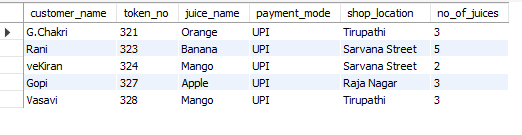 customer_name token_no juice_name payment_mode shop_location no_of_juices
G.Chakri 321 Orange UPI Tirupathi 3
Rani 323 Banana UPI Sarvana Street 5
veKiran 324 Mango UPI Sarvana Street 2
Gopi 327 Apple UPI Raja Nagar 3
Vasavi 328 Mango UPI Tirupathi 3